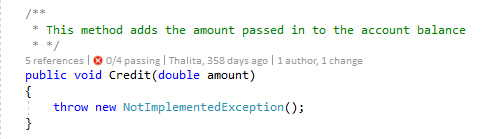 /**
* This method adds the amount passed in to the account balance
* */
5 references | 0/4 passing | Thalita, 358 days ago | 1 author, 1 change
public void Credit(double amount)
{
throw new NotImplementedException();
}